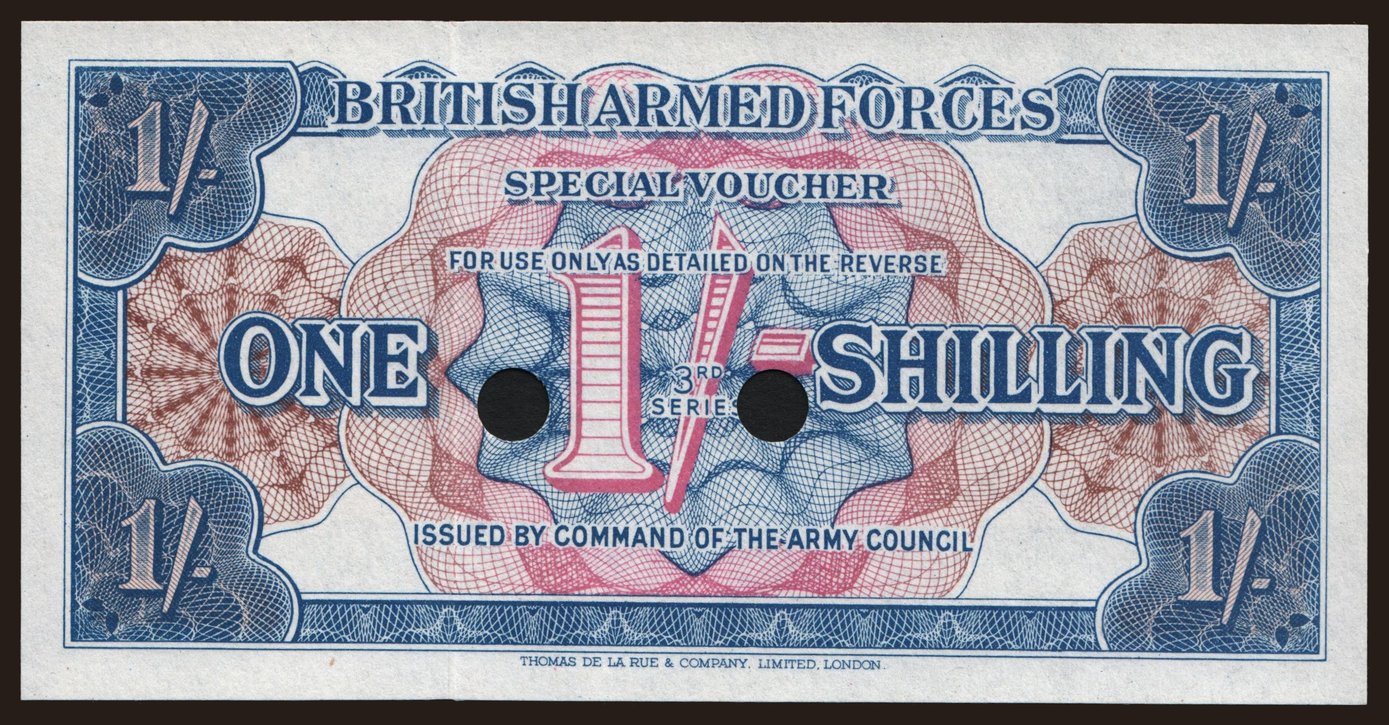 BRITISH ARMED FORCES
1/-
1/-
SPECIAL VOUCHER
FOR USE ONLY AS DETAILED ON THE REVERSE
1/-
ONE
SHILLING
3RD
SERIE
ISSUED BY COMMAND OF THE ARMY COUNCIL
1/-
1/-
THOMAS DE LA RUE & COMPANY, LIMITED, LONDON.